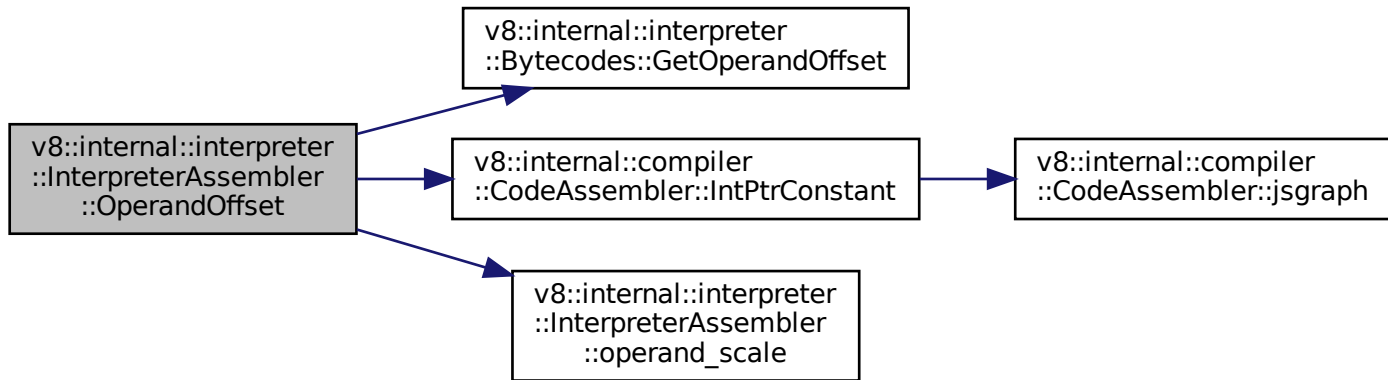 v8::internal::interpreter
::InterpreterAssembler
::OperandOffset
v8::internal::interpreter
::Bytecodes::GetOperandOffset
v8::internal::compiler
::CodeAssembler::IntPtrConstant
v8::internal::compiler
::CodeAssembler::jsgraph
v8::internal::interpreter
::InterpreterAssembler
::operand_scale